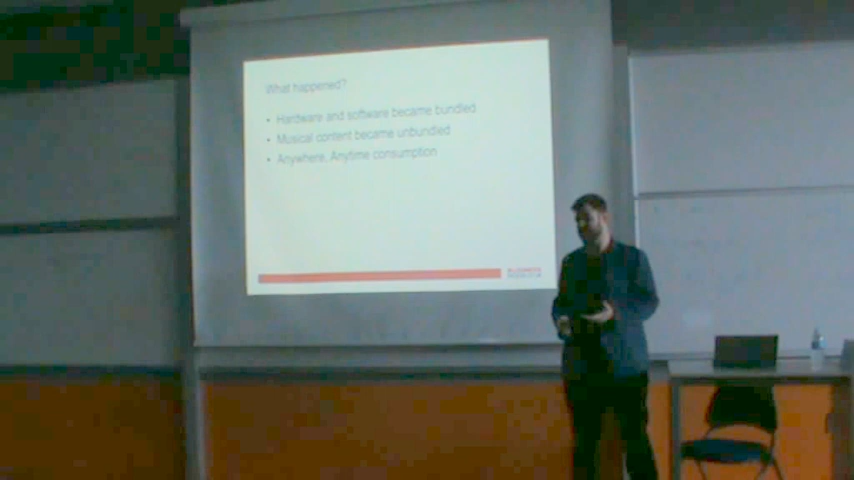 What happened?
• Hardware and software became bundled
• Musical content became unbundled
• Anywhere, Anytime consumption